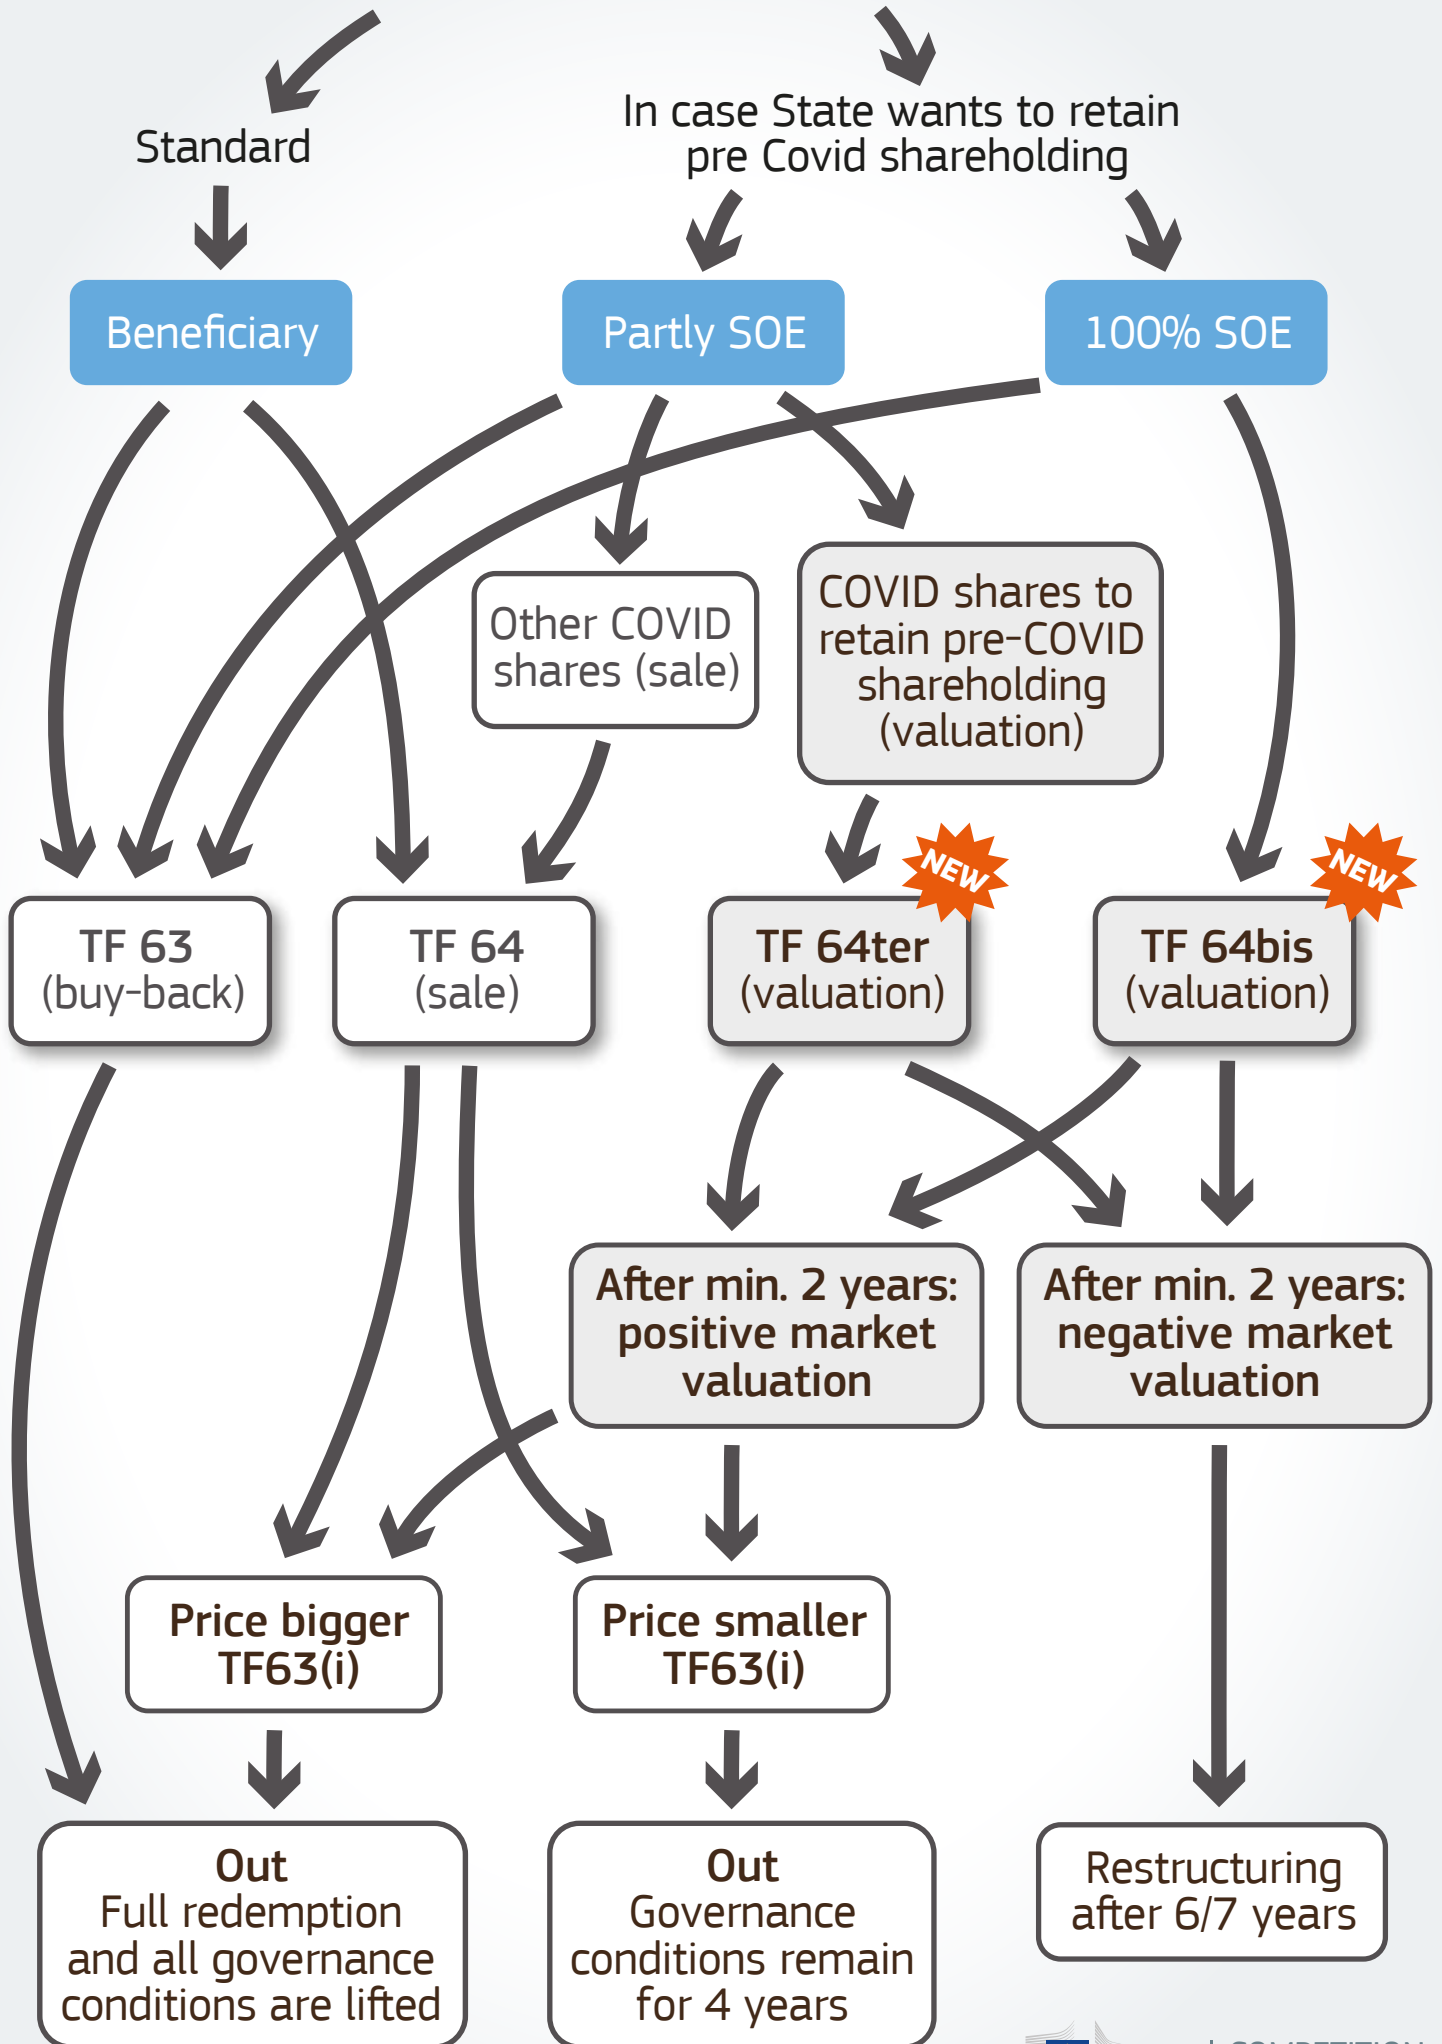 Standard
In case State wants to retain
pre Covid shareholding
Beneficiary
Partly SOE
100% SOE
Other COVID
shares (sale)
COVID shares to
retain pre-COVID
shareholding
(valuation)
NEW
NEW
TF 63
(buy-back)
TF 64
(sale)
TF 64ter
(valuation)
TF 64bis
(valuation)
After min. 2 years:
positive market
valuation
After min. 2 years:
negative market
valuation
Price bigger
TF63(i)
Price smaller
TF63(i)
Out
Full redemption
and all governance
conditions are lifted
Out
Governance
conditions remain
for 4 years
Restructuring
after 6/7 years
COMPETITION